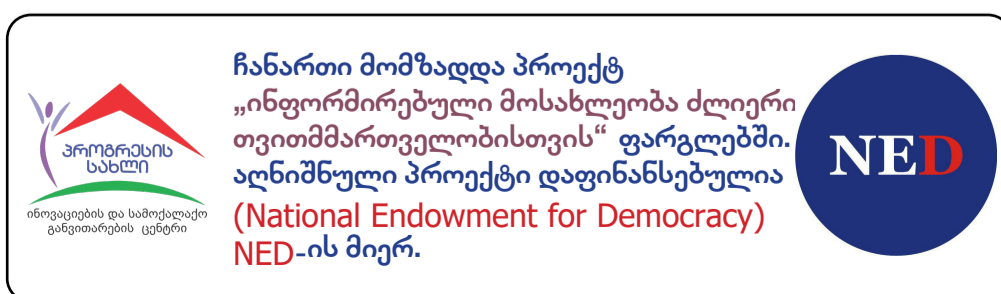 პროგრესის
სახლი
ინოვაციების და სამოქალაქო
განვითარების ცენტრი
ჩანართი მომზადდა პროექტ
„ინფორმირებული მოსახლეობა ძლიერი
თვითმმართველობისთვის“ ფარგლებში.
აღნიშნული პროექტი დაფინანსებულია
(National Endowment for Democracy)
NED-ის მიერ.
NED